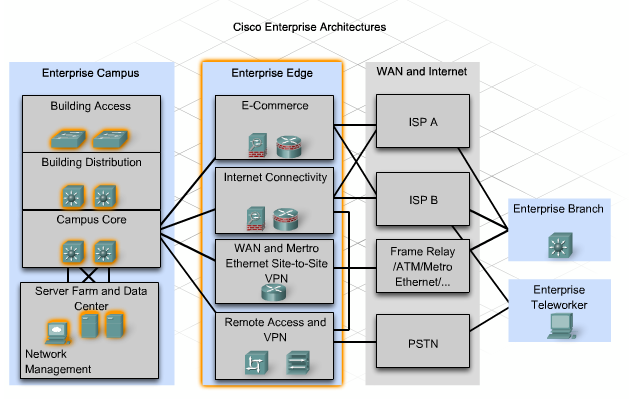 Cisco Enterprise Architectures
Enterprise Campus
Building Access
Building Distribution
Campus Core
Server Farm and Data
Center
Network
Management
Enterprise Edge
E-Commerce
Internet Connectivity
WAN and Mertro
Ethernet Site-to-Site
VPN
Remote Access and
VPN
WAN and Internet
ISP A
ISP B
Frame Relay
/ATM/Metro
Ethernet/...
PSTN
Enterprise Branch
Enterprise
Teleworker